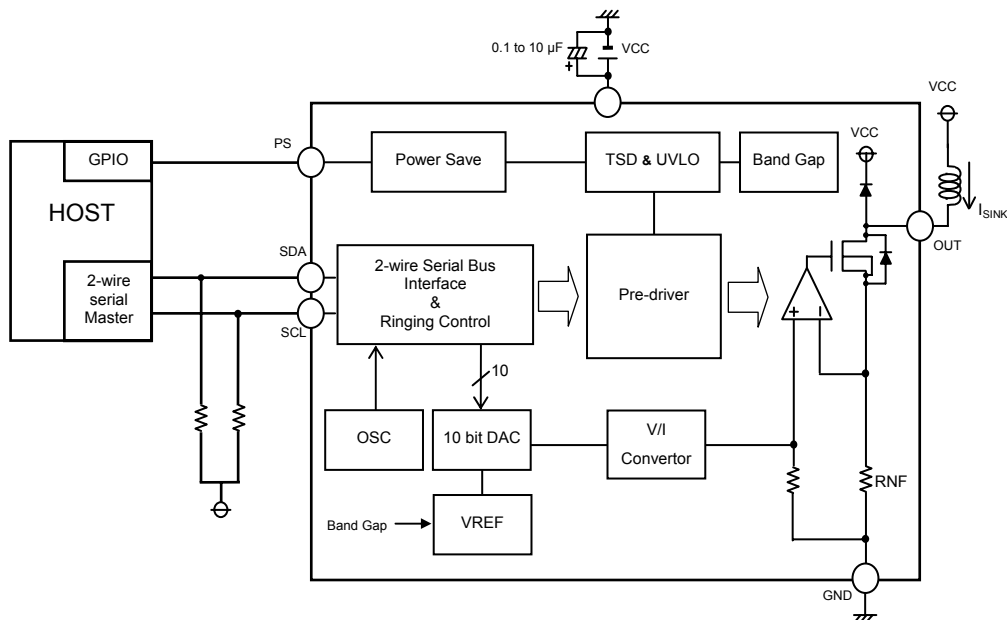 0.1 to 10 µF
VCC
VCC
HOST
GPIO
PS
Power Save
TSD & UVLO
Band Gap
VCC
I_SINK
OUT
2-wire
serial
Master
SDA
SCL
2-wire Serial Bus
Interface
&
Ringing Control
Pre-driver
+
–
10
OSC
10 bit DAC
V/I
Convertor
RNF
Band Gap
VREF
GND
+